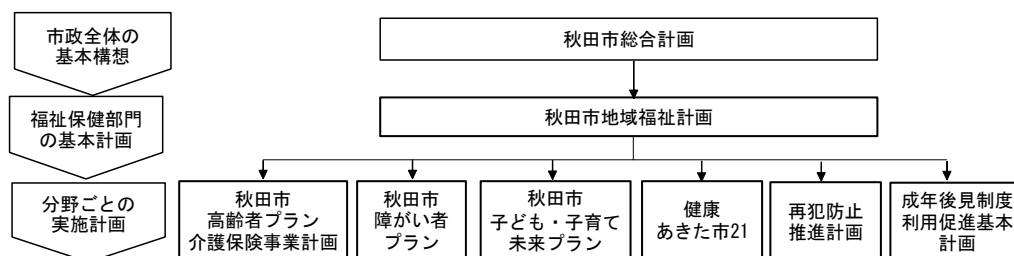 市政全体の
基本構想
秋田市総合計画
福祉保健部門
の基本計画
秋田市地域福祉計画
分野ごとの
実施計画
秋田市
高齢者プラン
介護保険事業計画
秋田市
障がい者
プラン
秋田市
子ども・子育て
未来プラン
健康
あきた市21
再犯防止
推進計画
成年後見制度
利用促進基本
計画